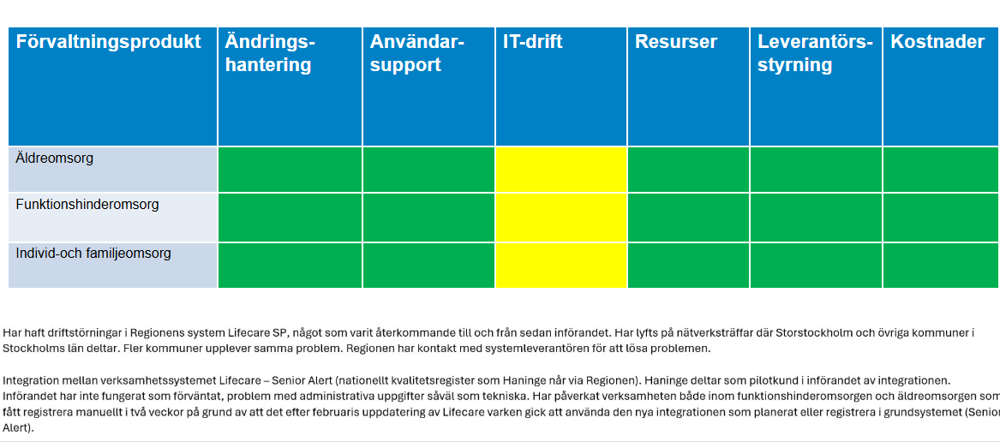 Förvaltningsprodukt
Ändrings-
hantering
Användar-
support
IT-drift
Resurser
Leverantörs-
styrning
Kostnader
Äldreomsorg
Funktionshinderomsorg
Individ-och familjeomsorg
Har haft driftstörningar i Regionens system Lifecare SP, något som varit återkommande till och från sedan införandet. Har lyfts på nätverksträffar där Storstockholm och övriga kommuner i
Stockholms län deltar. Fler kommuner upplever samma problem. Regionen har kontakt med systemleverantören för att lösa problemen.
Integration mellan verksamhetssystemet Lifecare – Senior Alert (nationellt kvalitetsregister som Haninge når via Regionen). Haninge deltar som pilotkund i införandet av integrationen.
Införandet har inte fungerat som förväntat, problem med administrativa uppgifter såväl som tekniska. Har påverkat verksamheten både inom funktionshinderomsorgen och äldreomsorgen som
fått registrera manuellt i två veckor på grund av att det efter februaris uppdatering av Lifecare varken gick att använda den nya integrationen som planerat eller registrera i grundsystemet (Senior
Alert).